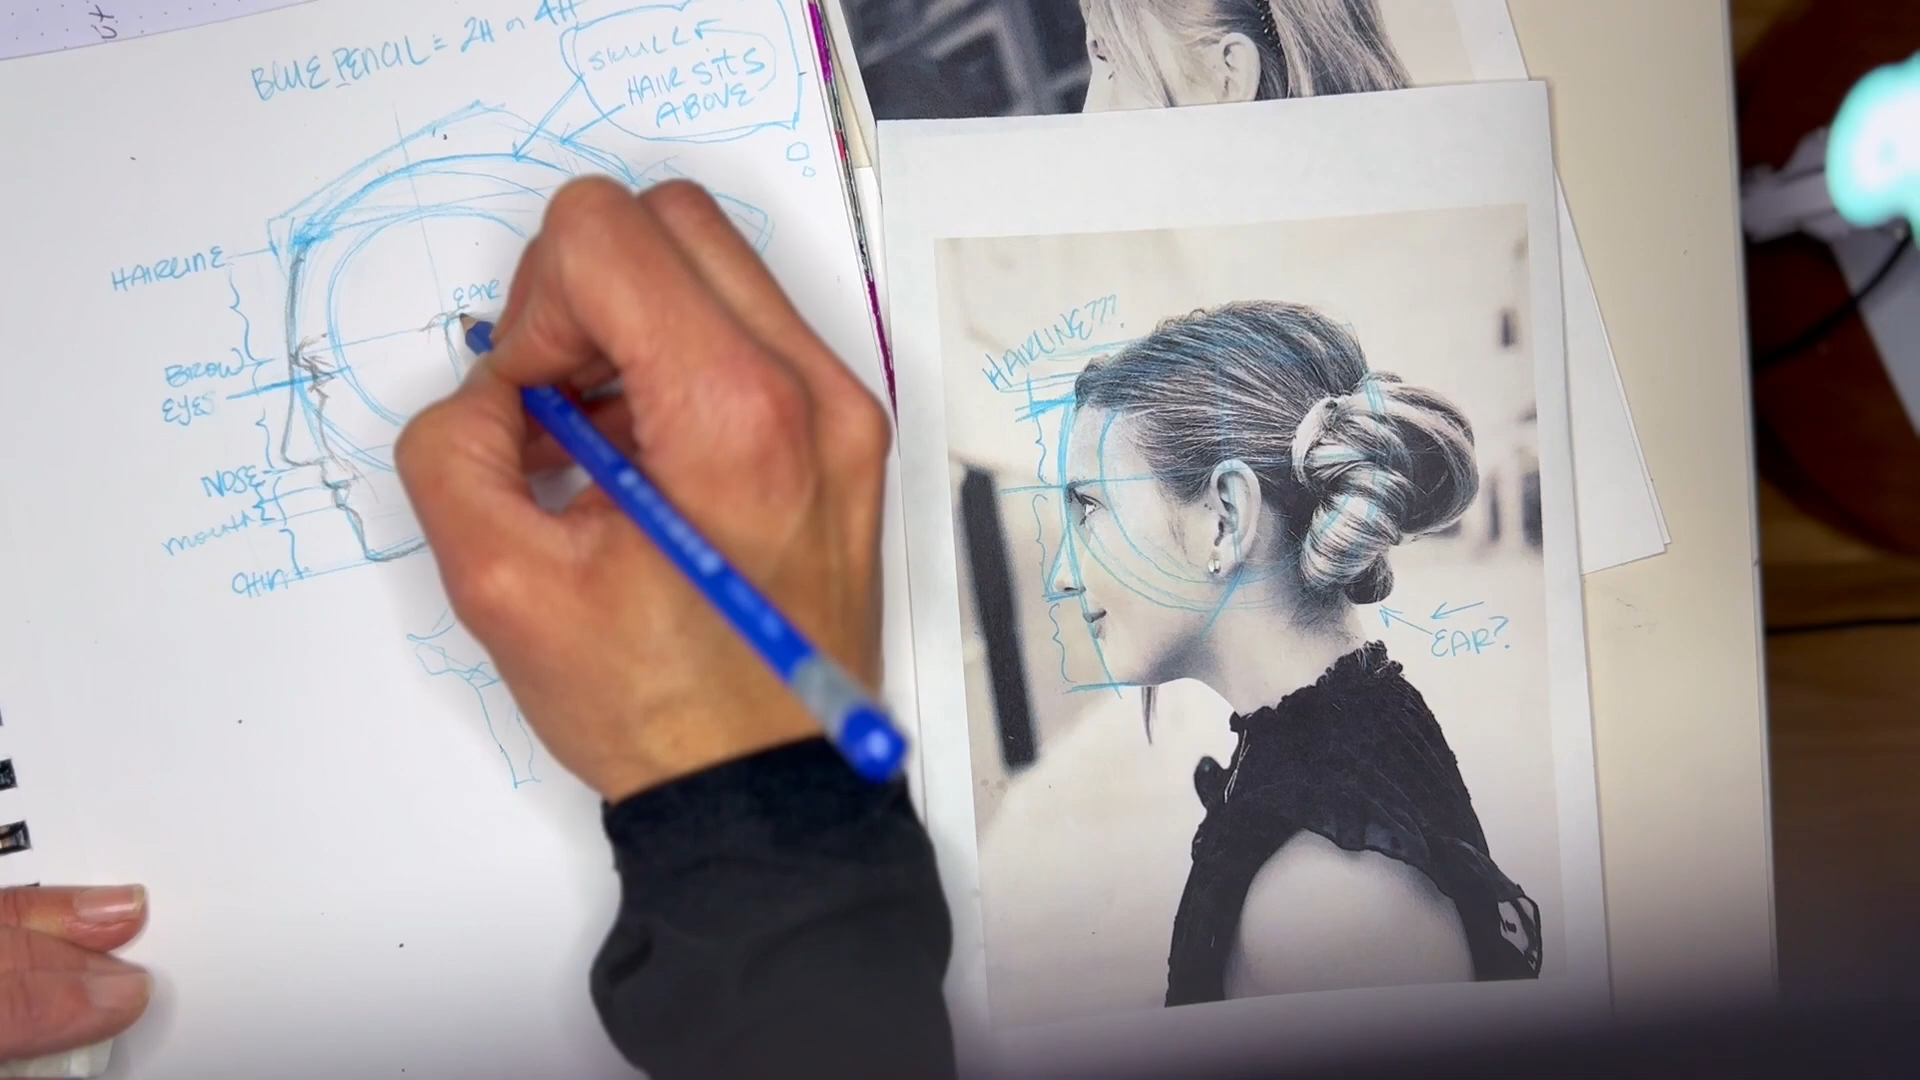 BLUE PENCIL = 2H or 4H
SKULL
HAIR SITS
ABOVE
HAIRLINE
EAR
BROW
EYES
NOSE
MOUTH
CHIN
HAIRLINE???
EAR?